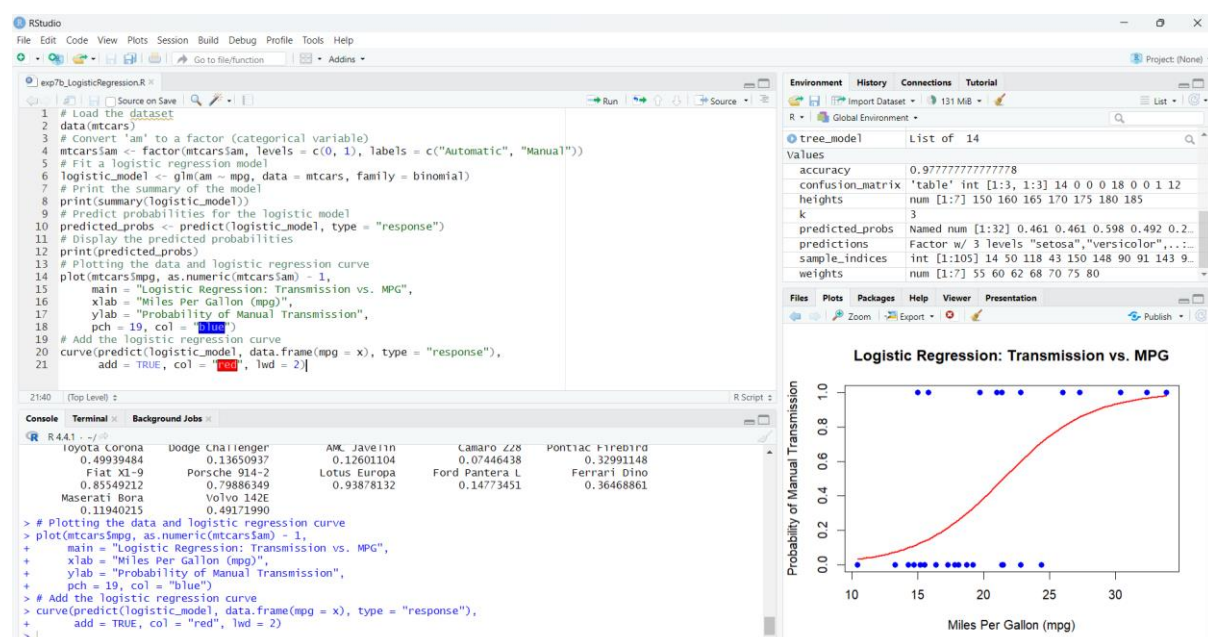 RStudio
File Edit Code View Plots Session Build Debug Profile Tools Help
Go to file/function Addins Project: (None)
exp7b_LogisticRegression.R
Source on Save Run Source
1 # Load the dataset
2 data(mtcars)
3 # Convert 'am' to a factor (categorical variable)
4 mtcars$am <- factor(mtcars$am, levels = c(0, 1), labels = c("Automatic", "Manual"))
5 # Fit a logistic regression model
6 logistic_model <- glm(am ~ mpg, data = mtcars, family = binomial)
7 # Print the summary of the model
8 print(summary(logistic_model))
9 # Predict probabilities for the logistic model
10 predicted_probs <- predict(logistic_model, type = "response")
11 # Display the predicted probabilities
12 print(predicted_probs)
13 # Plotting the data and logistic regression curve
14 plot(mtcars$mpg, as.numeric(mtcars$am) - 1,
15 main = "Logistic Regression: Transmission vs. MPG",
16 xlab = "Miles Per Gallon (mpg)",
17 ylab = "Probability of Manual Transmission",
18 pch = 19, col = "blue")
19 # Add the logistic regression curve
20 curve(predict(logistic_model, data.frame(mpg = x), type = "response"),
21 add = TRUE, col = "red", lwd = 2)
21:40 (Top Level) R Script
Console Terminal Background Jobs
R 4.4.1 · ~/
Toyota Corona Dodge Challenger AMC Javelin Camaro Z28 Pontiac Firebird
0.49939484 0.13650937 0.12601104 0.07446438 0.32991148
Fiat X1-9 Porsche 914-2 Lotus Europa Ford Pantera L Ferrari Dino
0.85549212 0.79886349 0.93878132 0.14773451 0.36468861
Maserati Bora Volvo 142E
0.11940215 0.49171990
> # Plotting the data and logistic regression curve
> plot(mtcars$mpg, as.numeric(mtcars$am) - 1,
+ main = "Logistic Regression: Transmission vs. MPG",
+ xlab = "Miles Per Gallon (mpg)",
+ ylab = "Probability of Manual Transmission",
+ pch = 19, col = "blue")
> # Add the logistic regression curve
> curve(predict(logistic_model, data.frame(mpg = x), type = "response"),
+ add = TRUE, col = "red", lwd = 2)
>
Environment History Connections Tutorial
Import Dataset 131 MiB List
R Global Environment
tree_model List of 14
Values
accuracy 0.977777777777778
confusion_matrix 'table' int [1:3, 1:3] 14 0 0 0 18 0 0 1 12
heights num [1:7] 150 160 165 170 175 180 185
k 3
predicted_probs Named num [1:32] 0.461 0.461 0.598 0.492 0.2…
predictions Factor w/ 3 levels "setosa","versicolor",..:…
sample_indices int [1:105] 14 50 118 43 150 148 90 91 143 9…
weights num [1:7] 55 60 62 68 70 75 80
Files Plots Packages Help Viewer Presentation
Zoom Export Publish
Logistic Regression: Transmission vs. MPG
Probability of Manual Transmission
1.0
0.8
0.6
0.4
0.2
0.0
10 15 20 25 30
Miles Per Gallon (mpg)